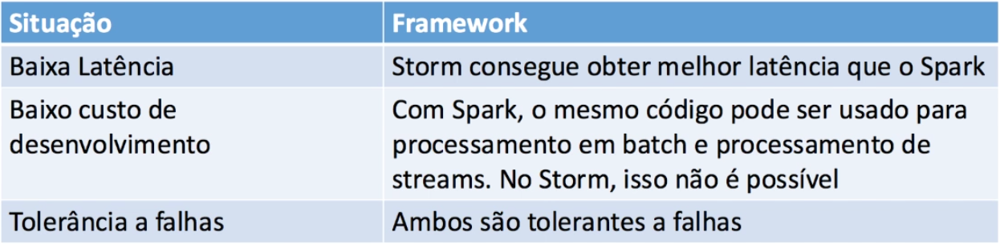 Situação
Framework
Baixa Latência
Storm consegue obter melhor latência que o Spark
Baixo custo de
desenvolvimento
Com Spark, o mesmo código pode ser usado para
processamento em batch e processamento de
streams. No Storm, isso não é possível
Tolerância a falhas
Ambos são tolerantes a falhas